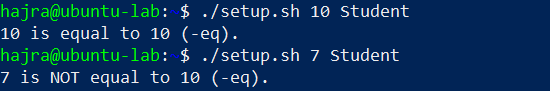 hajra@ubuntu-lab:~$ ./setup.sh 10 Student
10 is equal to 10 (-eq).
hajra@ubuntu-lab:~$ ./setup.sh 7 Student
7 is NOT equal to 10 (-eq).